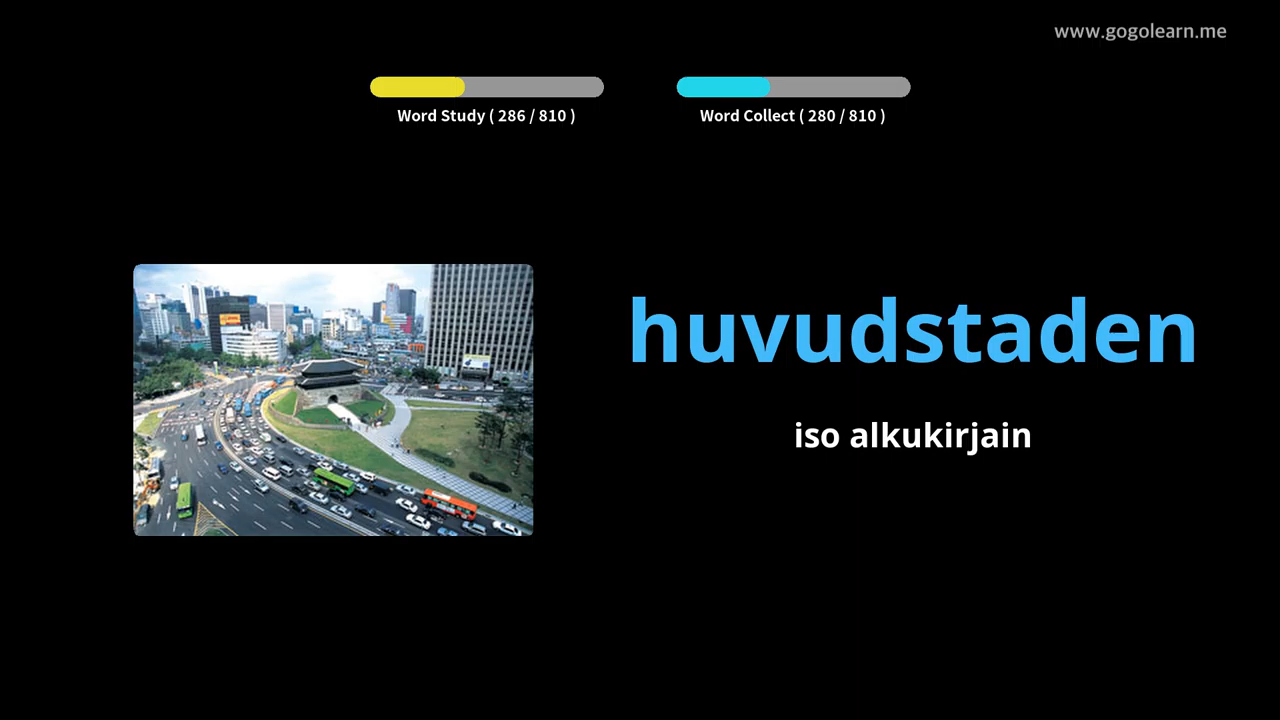 www.gogolearn.me
Word Study ( 286 / 810 )
Word Collect ( 280 / 810 )
huvudstaden
iso alkukirjain